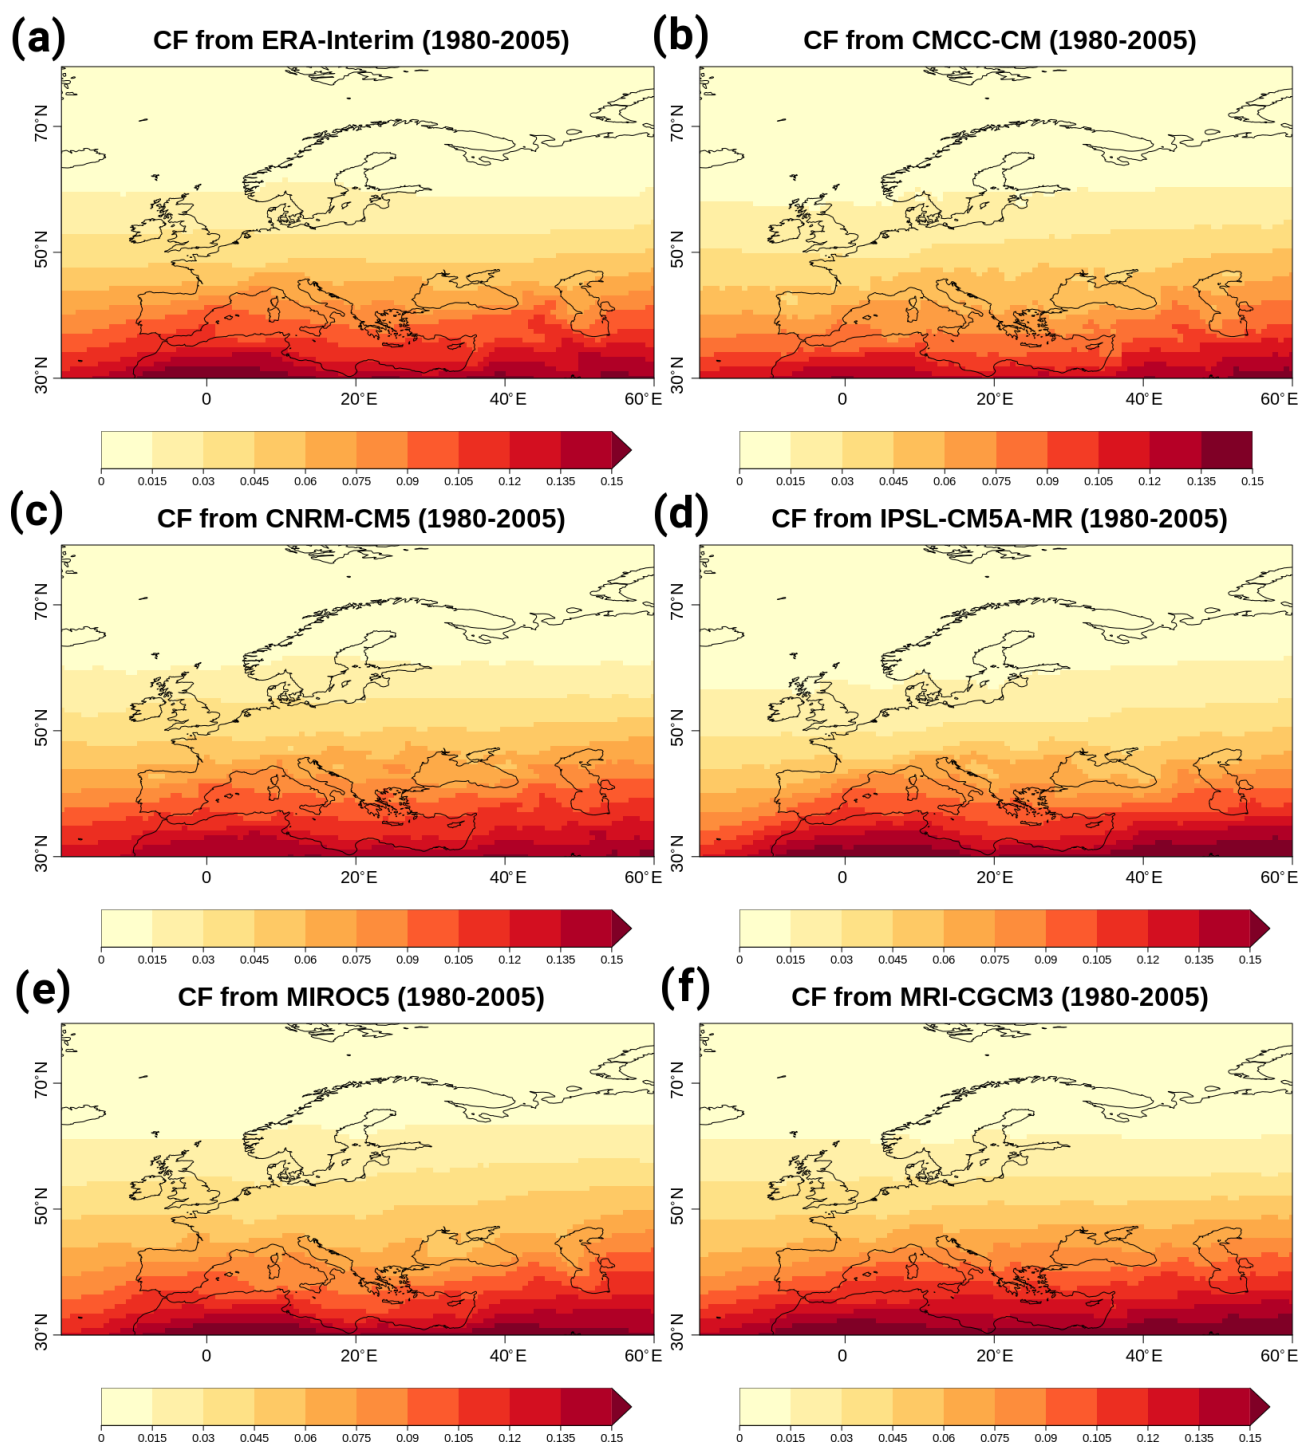 (a) CF from ERA-Interim (1980-2005)
70°N
50°N
30°N
0 20°E 40°E 60°E
0 0.015 0.03 0.045 0.06 0.075 0.09 0.105 0.12 0.135 0.15
(b) CF from CMCC-CM (1980-2005)
70°N
50°N
30°N
0 20°E 40°E 60°E
0 0.015 0.03 0.045 0.06 0.075 0.09 0.105 0.12 0.135 0.15
(c) CF from CNRM-CM5 (1980-2005)
70°N
50°N
30°N
0 20°E 40°E 60°E
0 0.015 0.03 0.045 0.06 0.075 0.09 0.105 0.12 0.135 0.15
(d) CF from IPSL-CM5A-MR (1980-2005)
70°N
50°N
30°N
0 20°E 40°E 60°E
0 0.015 0.03 0.045 0.06 0.075 0.09 0.105 0.12 0.135 0.15
(e) CF from MIROC5 (1980-2005)
70°N
50°N
30°N
0 20°E 40°E 60°E
0 0.015 0.03 0.045 0.06 0.075 0.09 0.105 0.12 0.135 0.15
(f) CF from MRI-CGCM3 (1980-2005)
70°N
50°N
30°N
0 20°E 40°E 60°E
0 0.015 0.03 0.045 0.06 0.075 0.09 0.105 0.12 0.135 0.15